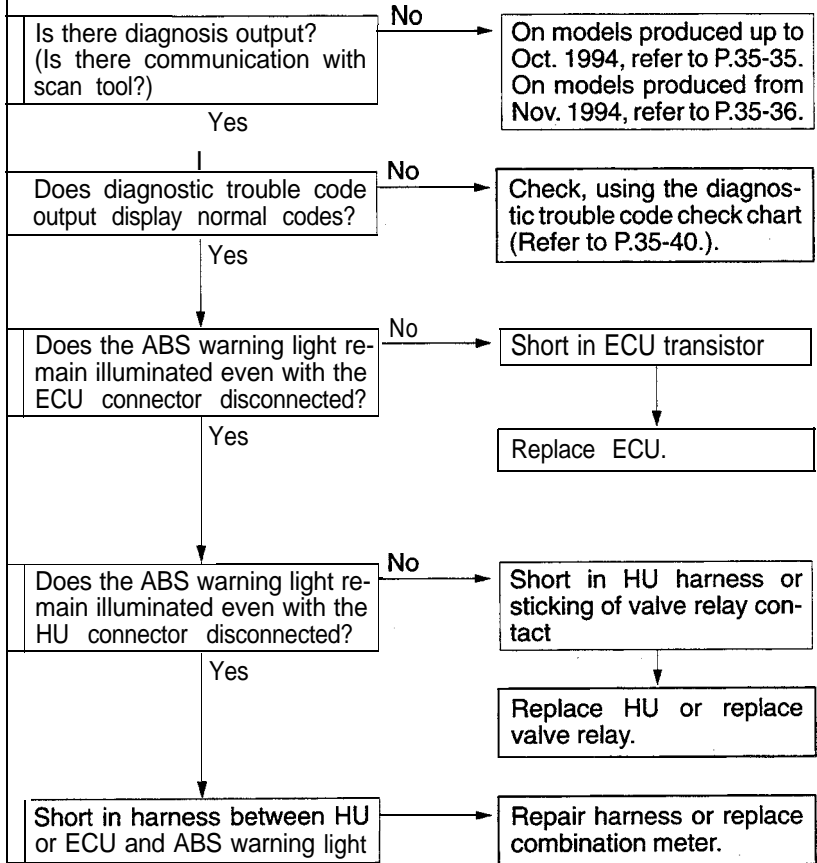 Is there diagnosis output?
(Is there communication with
scan tool?)
No
On models produced up to
Oct. 1994, refer to P.35-35.
On models produced from
Nov. 1994, refer to P.35-36.
Yes
Does diagnostic trouble code
output display normal codes?
No
Check, using the diagnos-
tic trouble code check chart
(Refer to P.35-40.).
Yes
Does the ABS warning light re-
main illuminated even with the
ECU connector disconnected?
No
Short in ECU transistor
Replace ECU.
Yes
Does the ABS warning light re-
main illuminated even with the
HU connector disconnected?
No
Short in HU harness or
sticking of valve relay con-
tact
Replace HU or replace
valve relay.
Yes
Short in harness between HU
or ECU and ABS warning light
Repair harness or replace
combination meter.